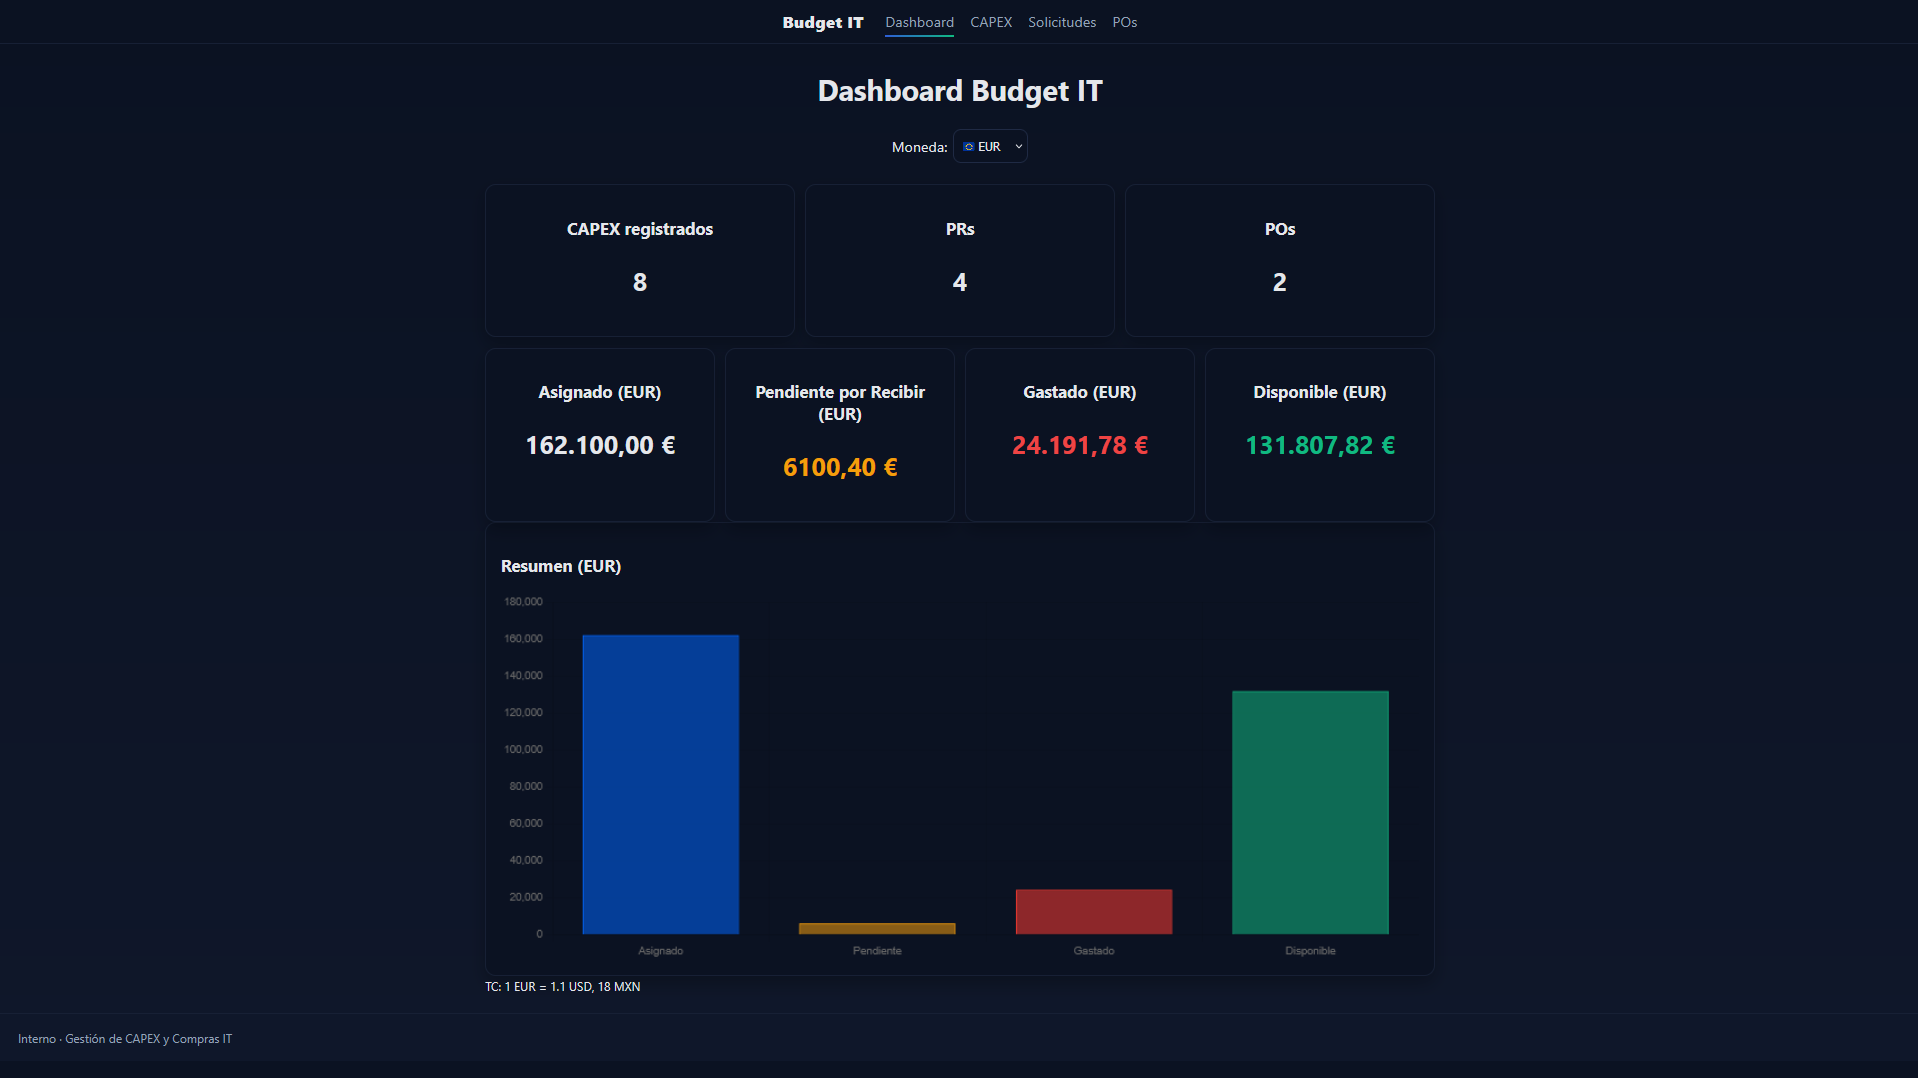 Budget IT Dashboard CAPEX Solicitudes POs
Dashboard Budget IT
Moneda: EUR
CAPEX registrados
8
PRs
4
POs
2
Asignado (EUR)
162.100,00 €
Pendiente por Recibir
(EUR)
6100,40 €
Gastado (EUR)
24.191,78 €
Disponible (EUR)
131.807,82 €
Resumen (EUR)
180,000
160,000
140,000
120,000
100,000
80,000
60,000
40,000
20,000
0
Asignado Pendiente Gastado Disponible
TC: 1 EUR = 1.1 USD, 18 MXN
Interno · Gestión de CAPEX y Compras IT